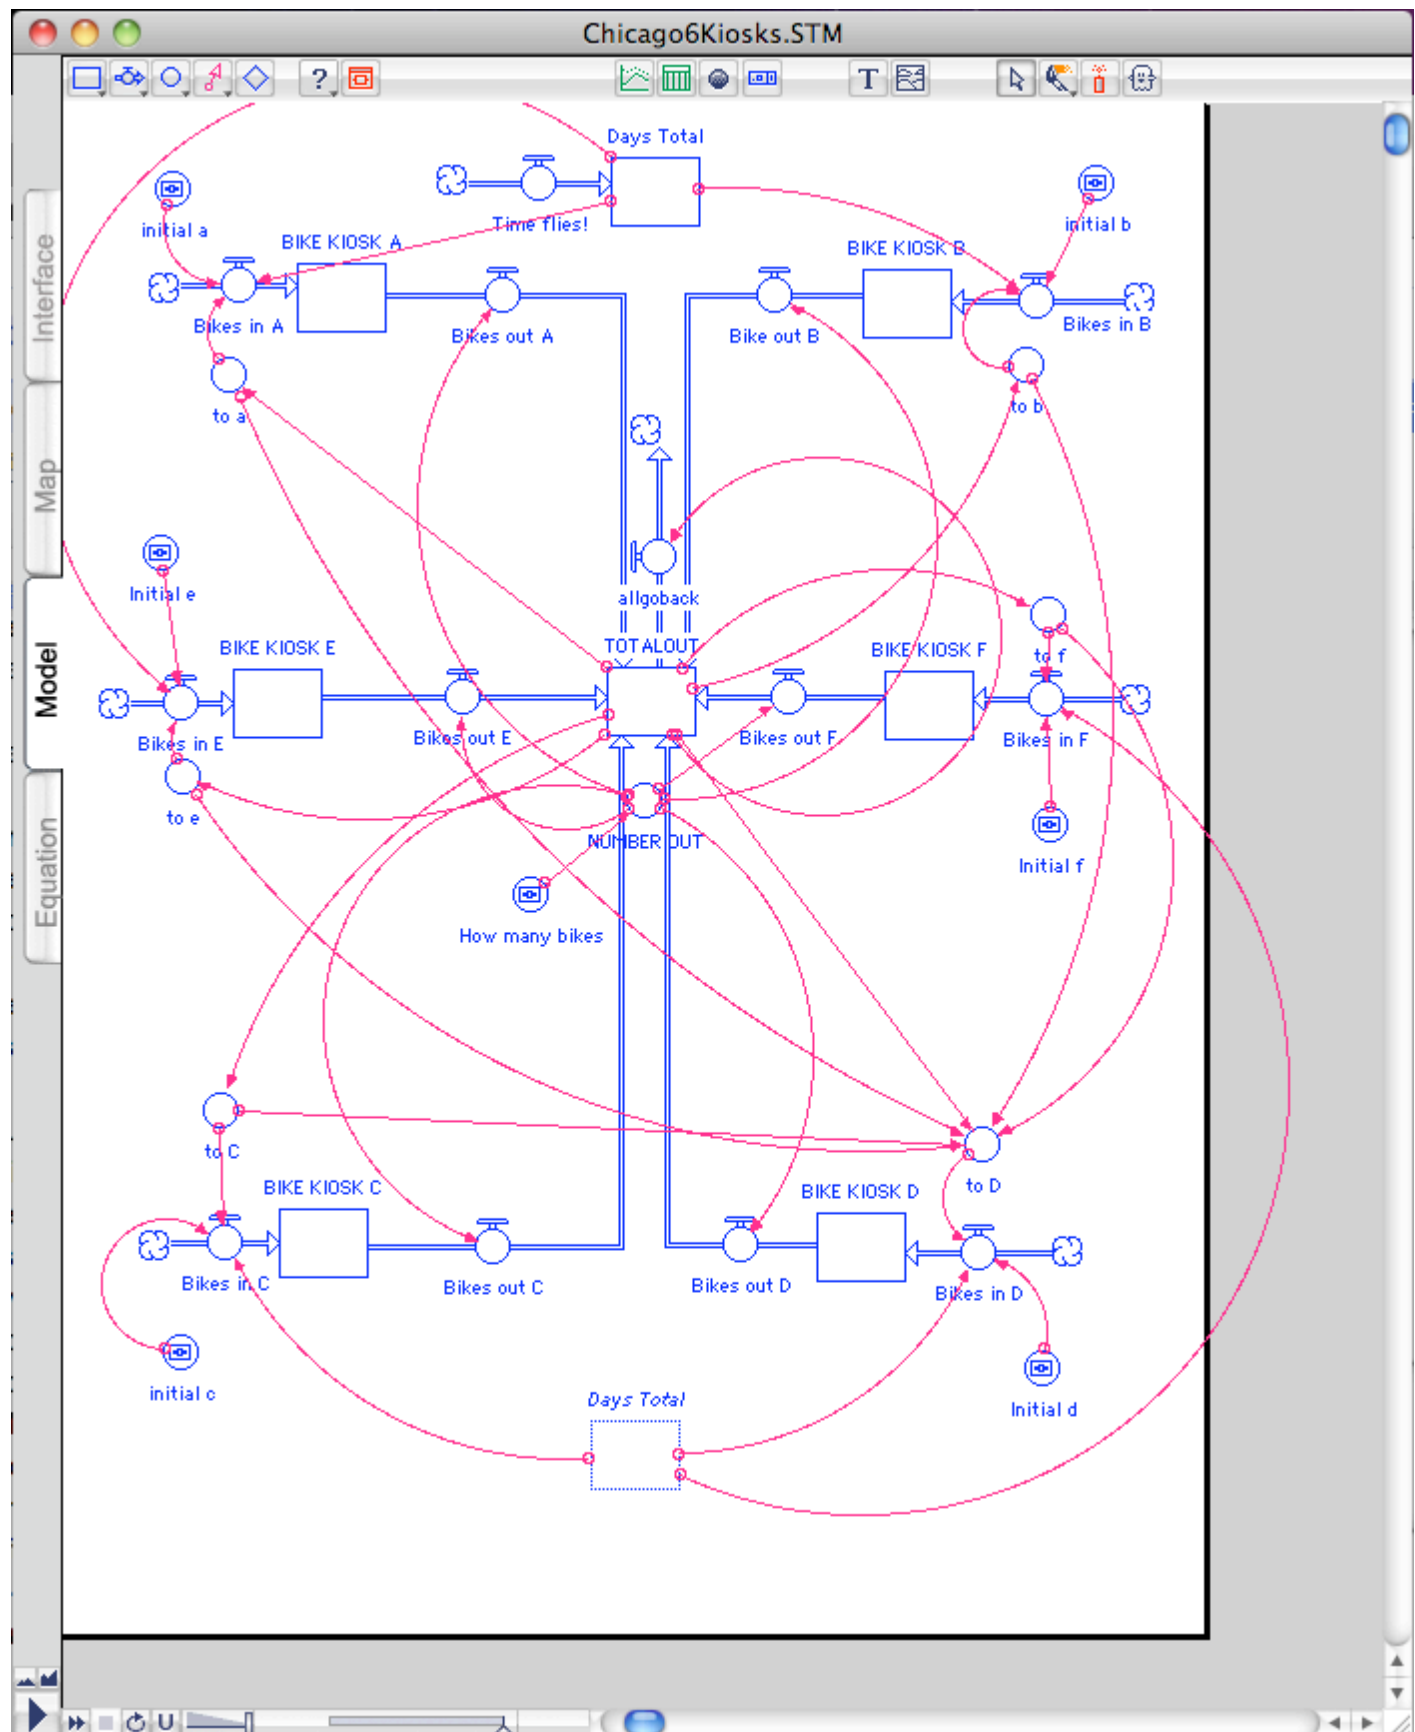 Chicago6Kiosks.STM
? T
Days Total
initial a
Time flies!
initial b
BIKE KIOSK A
BIKE KIOSK B
Interface
Bikes in A
Bikes out A
Bike out B
Bikes in B
to a
to b
Map
Initial e
allgoback
TOTALOUT
BIKE KIOSK E
BIKE KIOSK F
to f
Model
Bikes in E
Bikes out E
Bikes out F
Bikes in F
to e
NUMBER OUT
Initial f
Equation
How many bikes
to C
to D
BIKE KIOSK C
BIKE KIOSK D
Bikes in C
Bikes out C
Bikes out D
Bikes in D
initial c
Days Total
Initial d
U